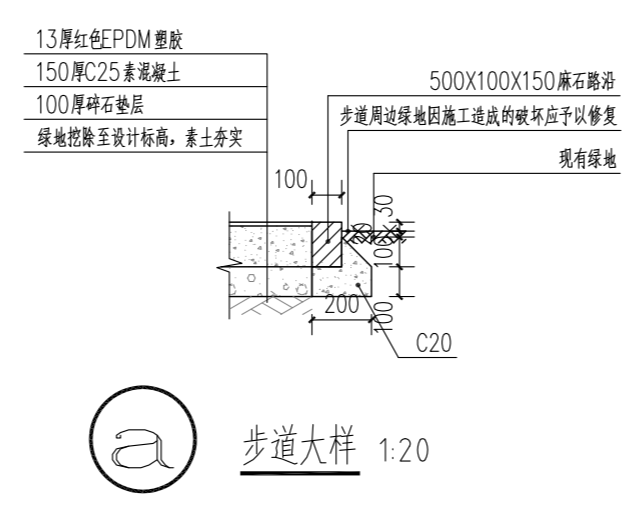 13厚红色EPDM塑胶
150厚C25素混凝土
100厚碎石垫层
绿地挖除至设计标高，素土夯实
500X100X150麻石路沿
步道周边绿地因施工造成的破坏应予以修复
现有绿地
100
30
100
200
100
C20
a
步道大样 1:20